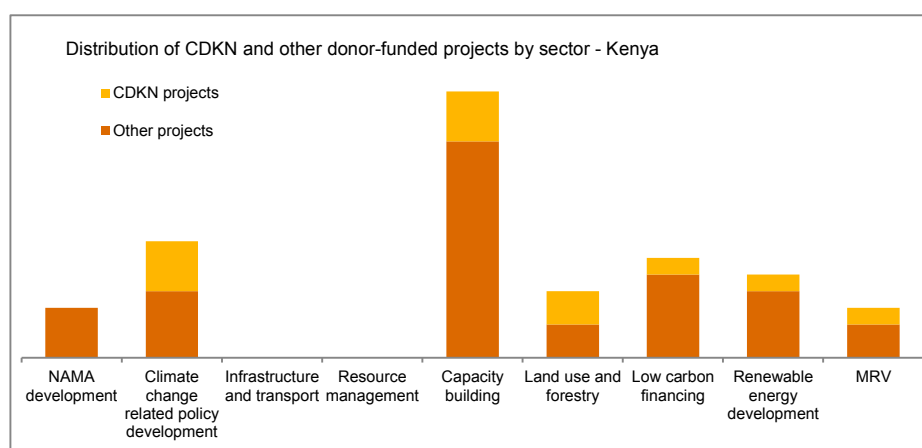 Distribution of CDKN and other donor-funded projects by sector - Kenya
CDKN projects
Other projects
NAMA
development
Climate
change
related policy
development
Infrastructure
and transport
Resource
management
Capacity
building
Land use and
forestry
Low carbon
financing
Renewable
energy
development
MRV